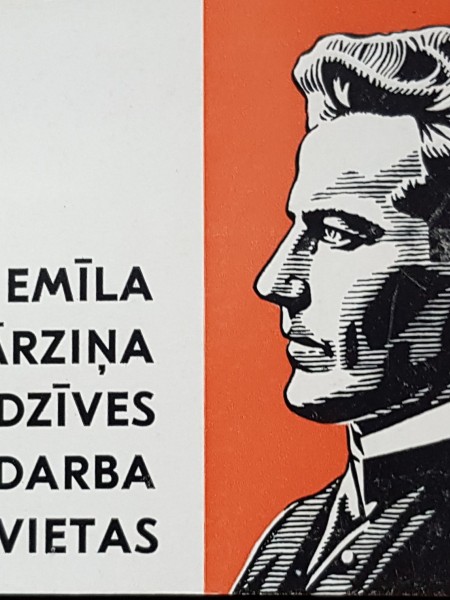 EMĪLA
ĀRZIŅA
DZĪVES
DARBA
VIETAS